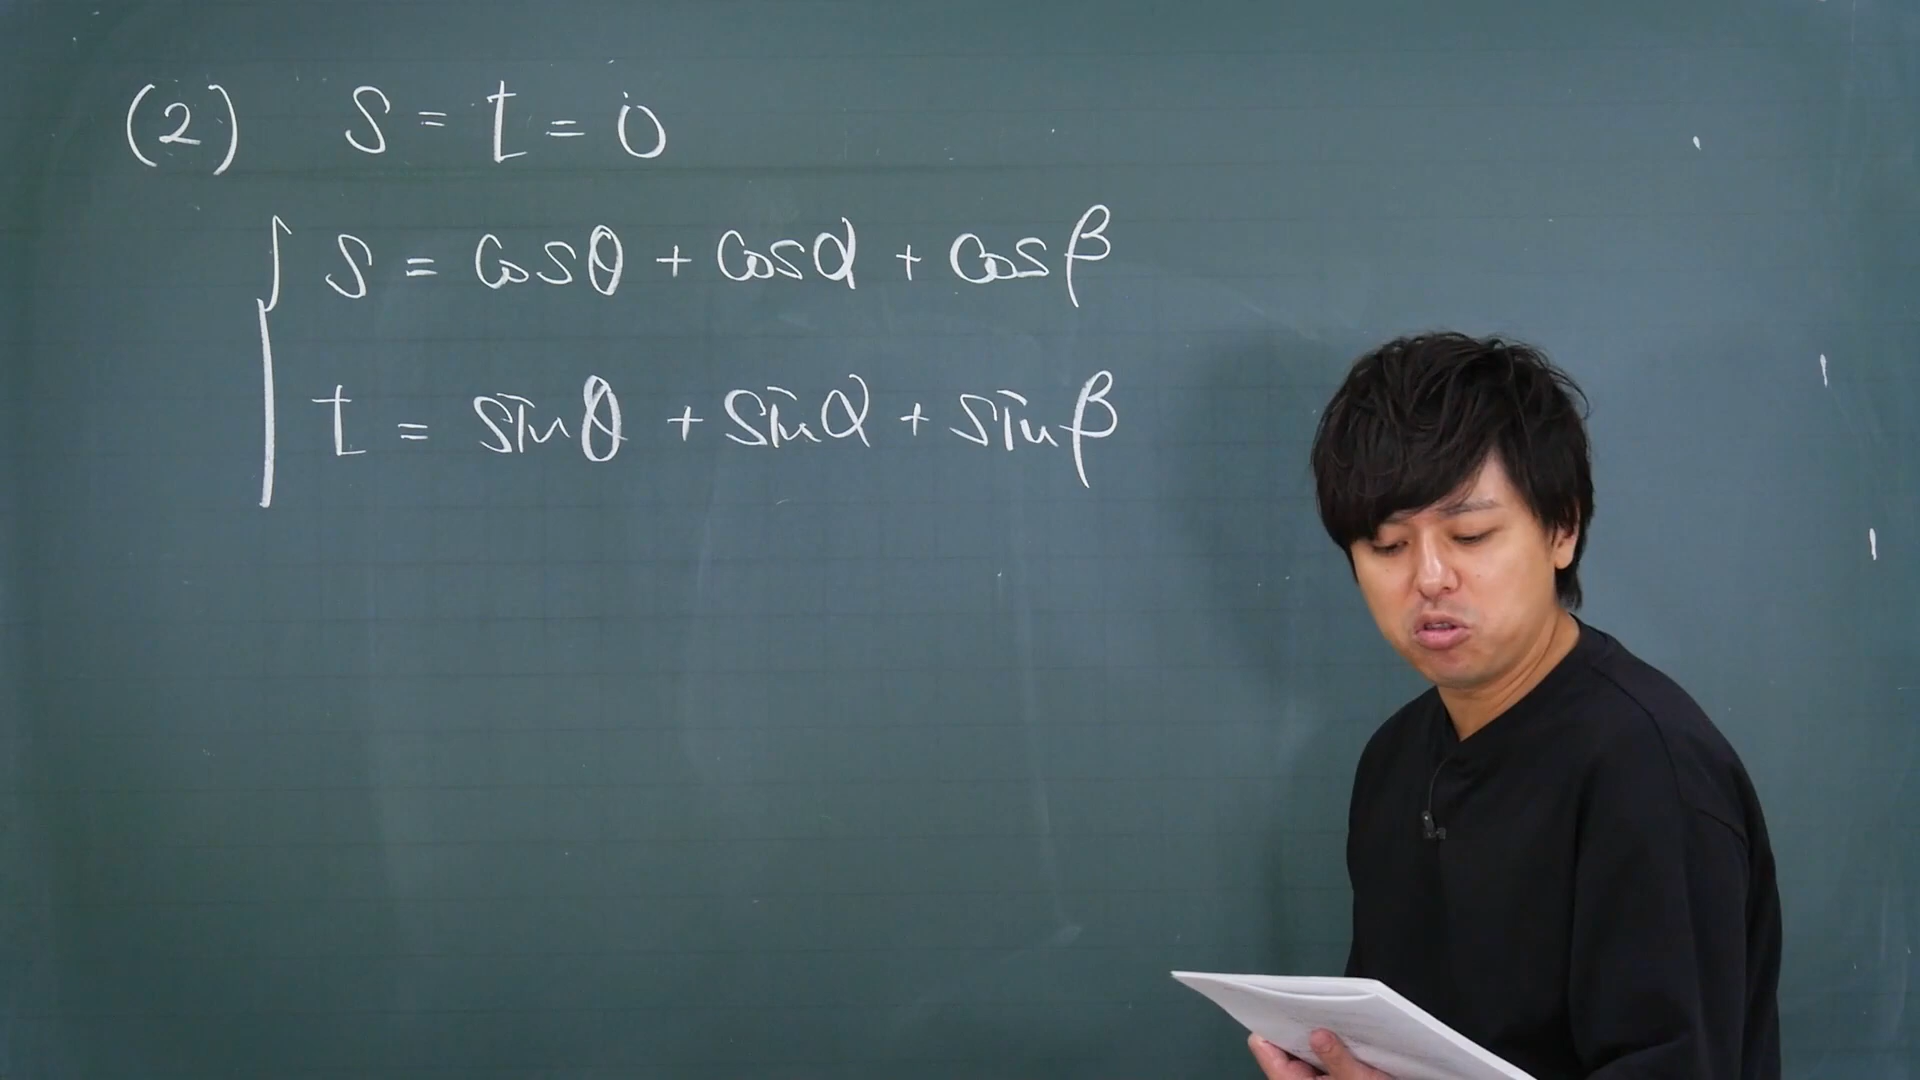 (2) S = t = 0
S = cosθ + cosα + cosβ
t = sinθ + sinα + sinβ